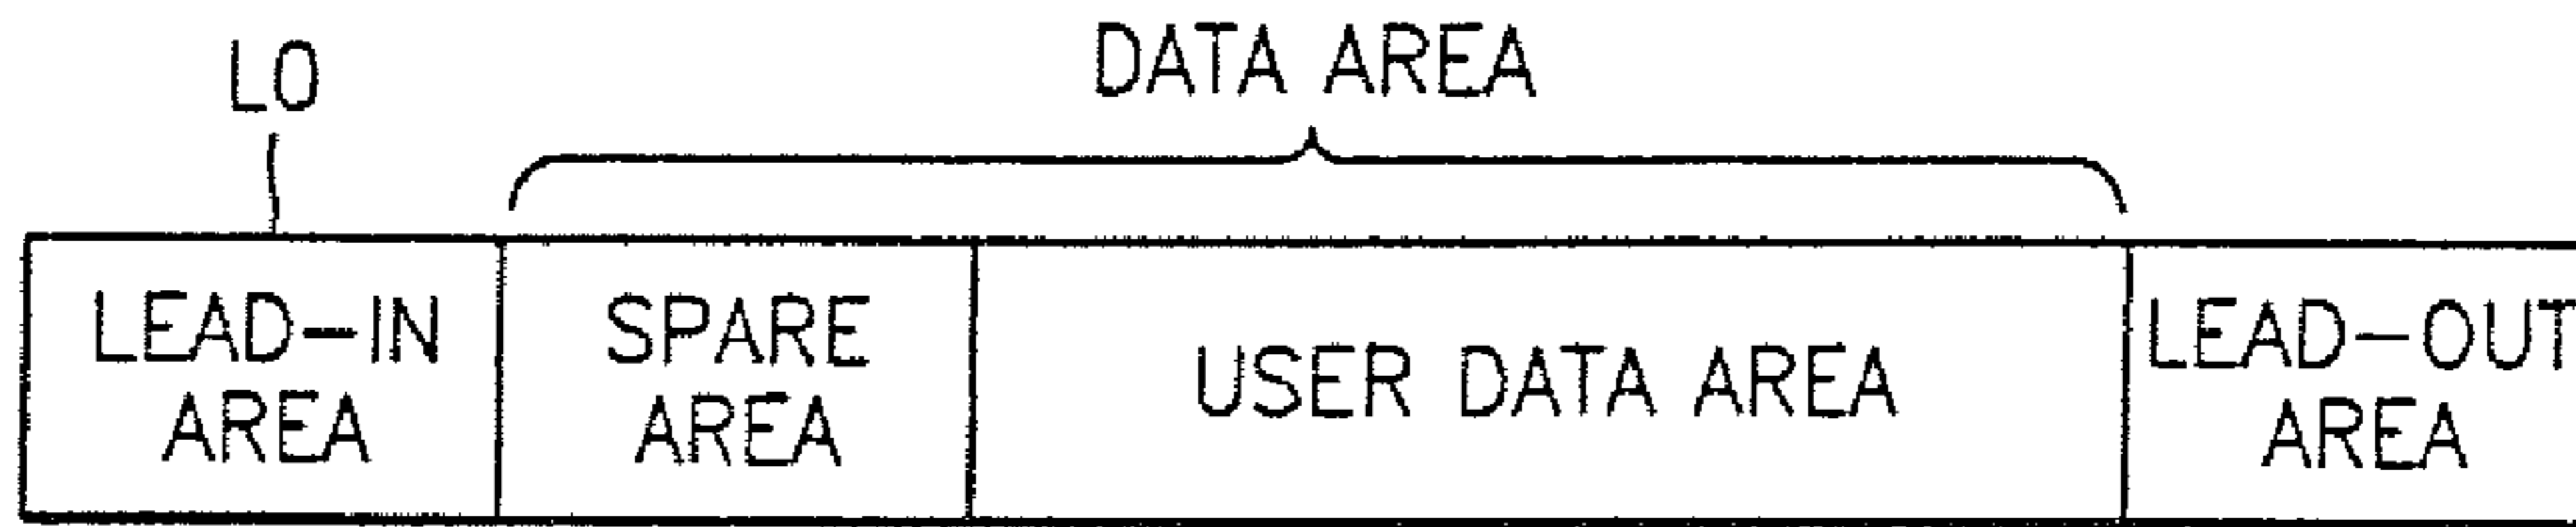 L0
DATA AREA
LEAD-IN
AREA
SPARE
AREA
USER DATA AREA
LEAD-OUT
AREA